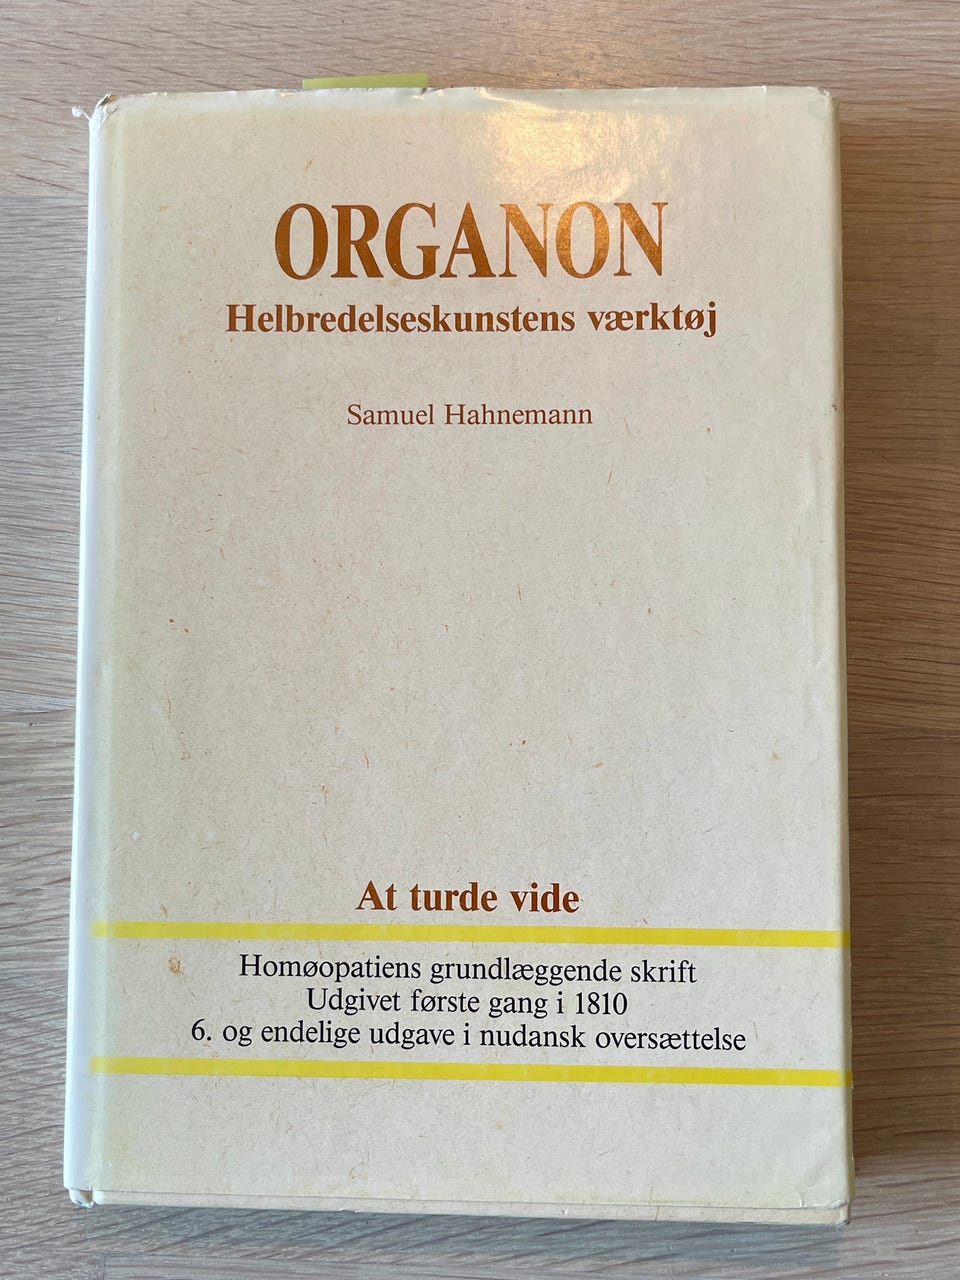 ORGANON
Helbredelseskunstens værktøj
Samuel Hahnemann
At turde vide
Homøopatiens grundlæggende skrift
Udgivet første gang i 1810
6. og endelige udgave i nudansk oversættelse